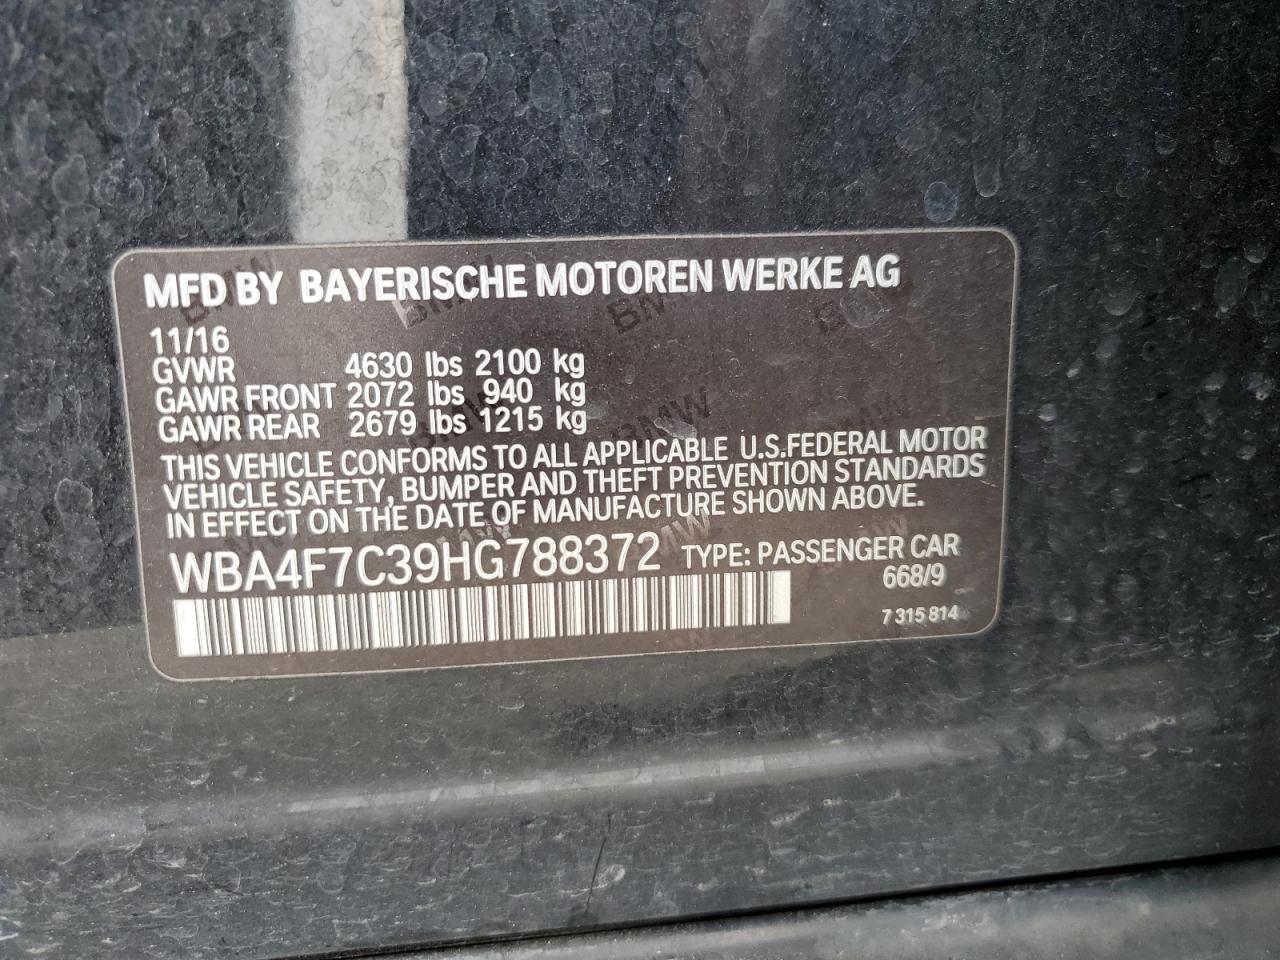 MFD BY BAYERISCHE MOTOREN WERKE AG
11/16
GVWR 4630 lbs 2100 kg
GAWR FRONT 2072 lbs 940 kg
GAWR REAR 2679 lbs 1215 kg
THIS VEHICLE CONFORMS TO ALL APPLICABLE U.S.FEDERAL MOTOR
VEHICLE SAFETY, BUMPER AND THEFT PREVENTION STANDARDS
IN EFFECT ON THE DATE OF MANUFACTURE SHOWN ABOVE.
WBA4F7C39HG788372 TYPE: PASSENGER CAR
668/9
7 315 814